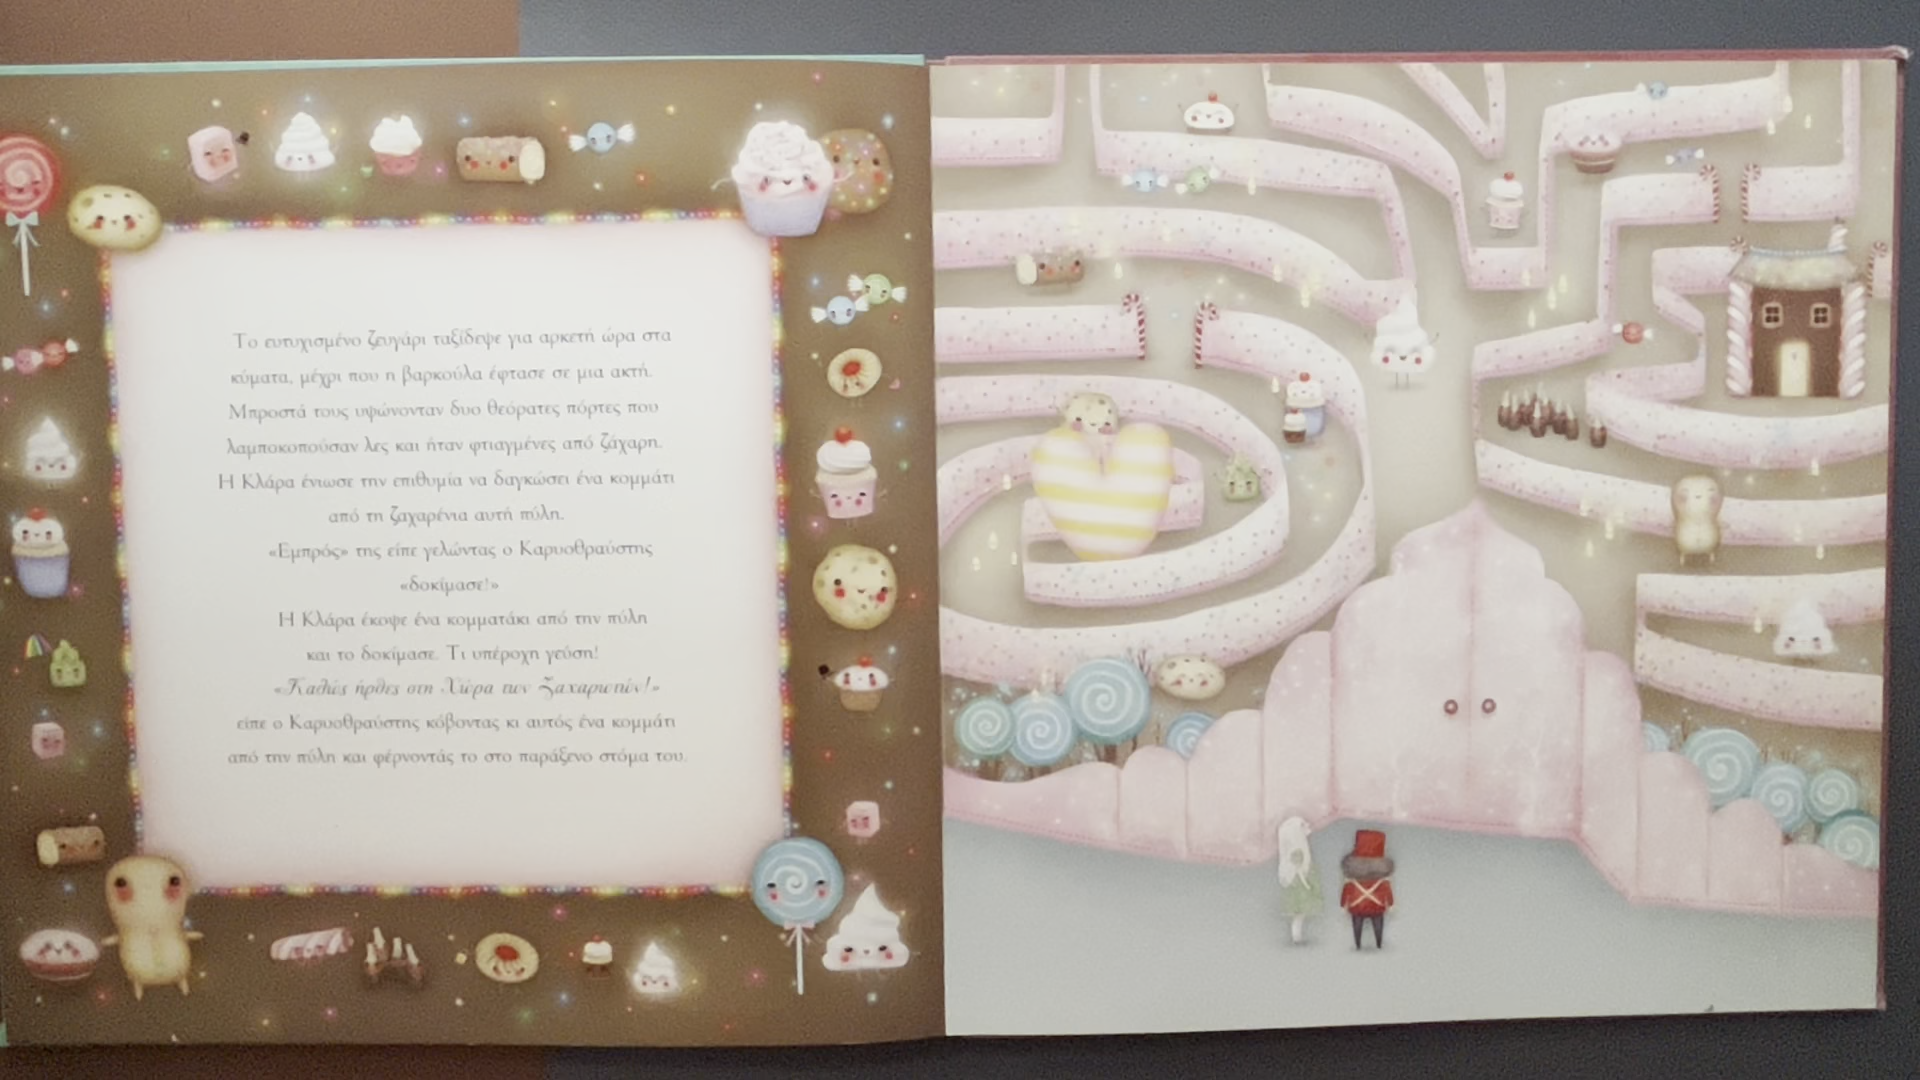 Το ευτυχισμένο ζευγάρι ταξίδεψε για αρκετή ώρα στα
κύματα, μέχρι που η βαρκούλα έφτασε σε μια ακτή.
Μπροστά τους υψώνονταν δυο θεόρατες πόρτες που
λαμποκοπούσαν λες και ήταν φτιαγμένες από ζάχαρη.
Η Κλάρα ένιωσε την επιθυμία να δαγκώσει ένα κομμάτι
από τη ζαχαρένια αυτή πύλη.
«Εμπρός» της είπε γελώντας ο Καρυοθραύστης
«δοκίμασε!»
Η Κλάρα έκοψε ένα κομματάκι από την πύλη
και το δοκίμασε. Τι υπέροχη γεύση!
«Καλώς ήρθες στη Χώρα των Ζαχαρωτών!»
είπε ο Καρυοθραύστης κόβοντας κι αυτός ένα κομμάτι
από την πύλη και φέρνοντάς το στο παράξενο στόμα του.